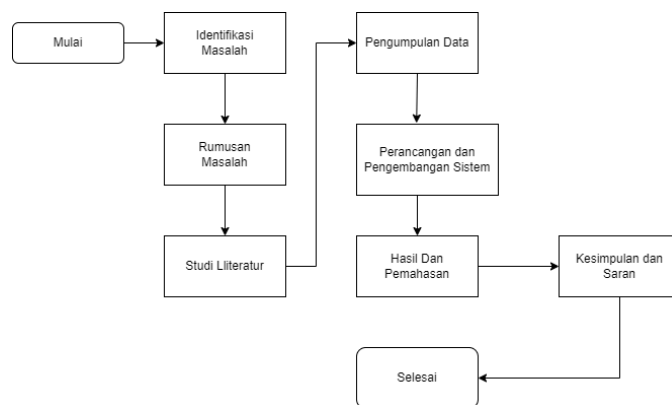 Mulai
Identifikasi
Masalah
Rumusan
Masalah
Studi Lliteratur
Pengumpulan Data
Perancangan dan
Pengembangan Sistem
Hasil Dan
Pemahasan
Kesimpulan dan
Saran
Selesai